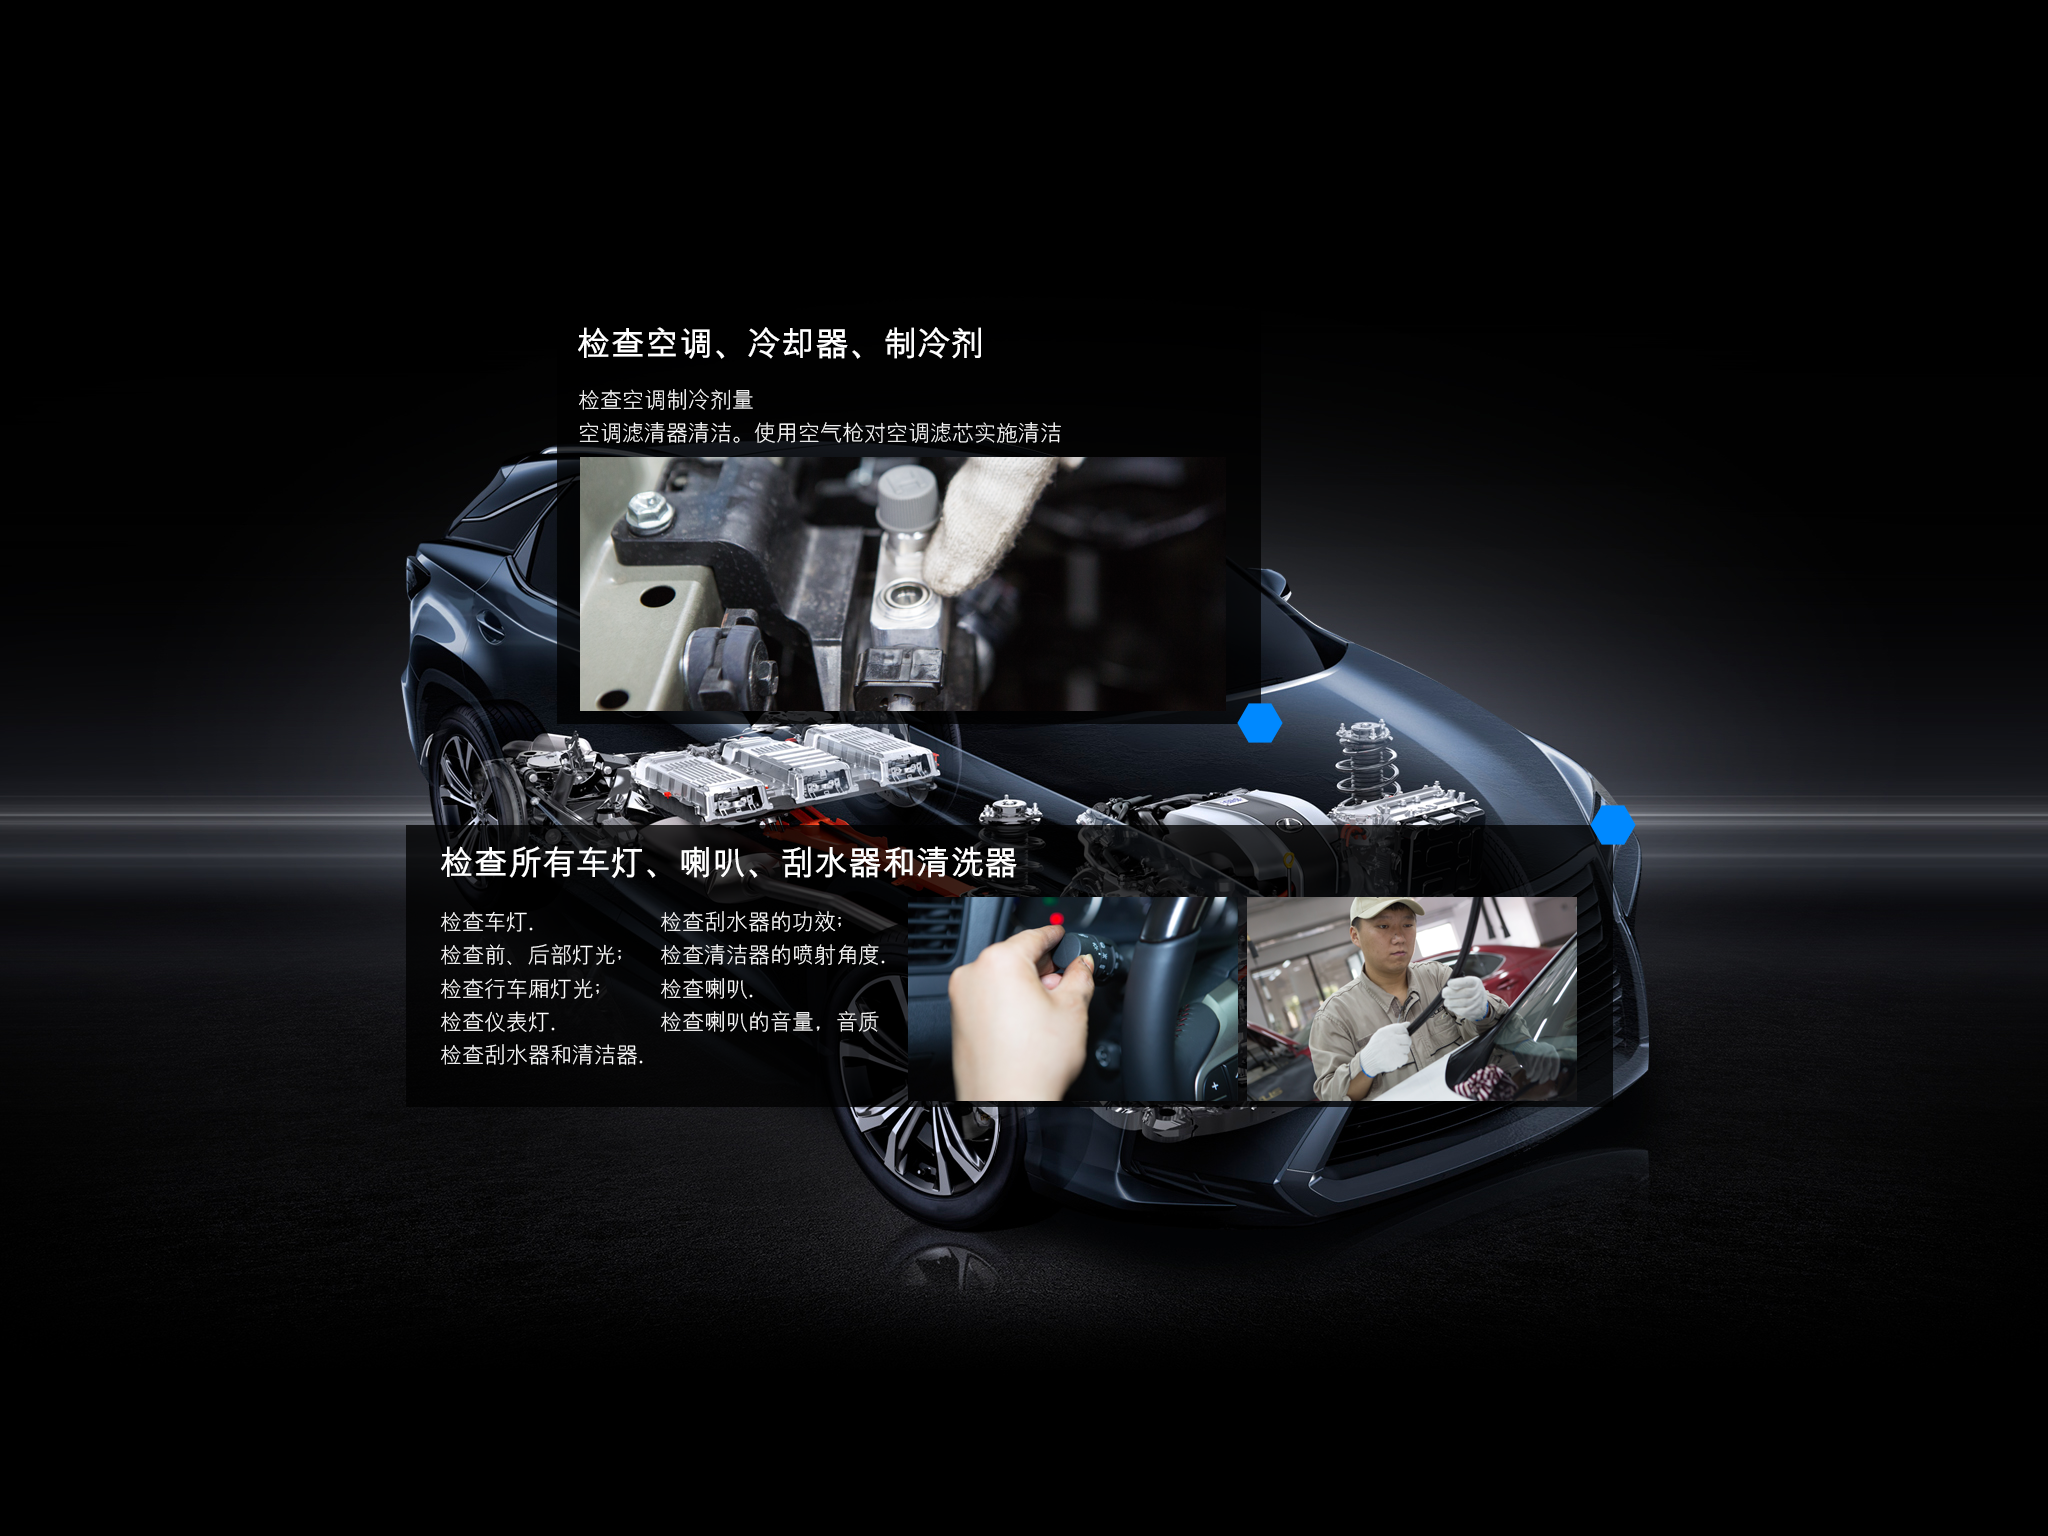 检查空调、冷却器、制冷剂
检查空调制冷剂量
空调滤清器清洁。使用空气枪对空调滤芯实施清洁
检查所有车灯、喇叭、刮水器和清洗器
检查车灯.
检查前、后部灯光；
检查行车厢灯光；
检查仪表灯.
检查刮水器和清洁器.
检查刮水器的功效；
检查清洁器的喷射角度.
检查喇叭.
检查喇叭的音量，音质